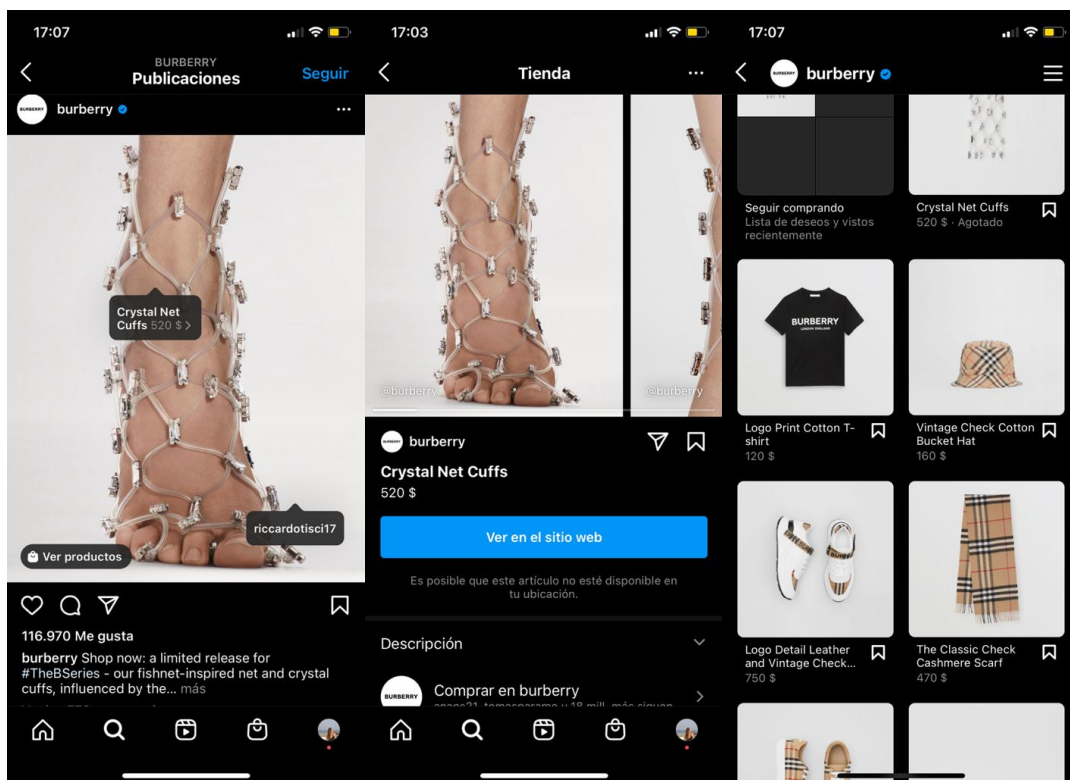 17:07
BURBERRY
Publicaciones
Seguir
BURBERRY
burberry
Crystal Net
Cuffs 520 $ >
riccardotisci17
Ver productos
116.970 Me gusta
burberry Shop now: a limited release for
#TheBSeries - our fishnet-inspired net and crystal
cuffs, influenced by the... más
17:03
Tienda
@burberry
@burberry
BURBERRY
burberry
Crystal Net Cuffs
520 $
Ver en el sitio web
Es posible que este artículo no esté disponible en
tu ubicación.
Descripción
BURBERRY
Comprar en burberry
17:07
BURBERRY
burberry
Seguir comprando
Lista de deseos y vistos
recientemente
Crystal Net Cuffs
520 $ · Agotado
BURBERRY
LONDON ENGLAND
Logo Print Cotton T-
shirt
120 $
Vintage Check Cotton
Bucket Hat
160 $
Logo Detail Leather
and Vintage Check...
750 $
The Classic Check
Cashmere Scarf
470 $